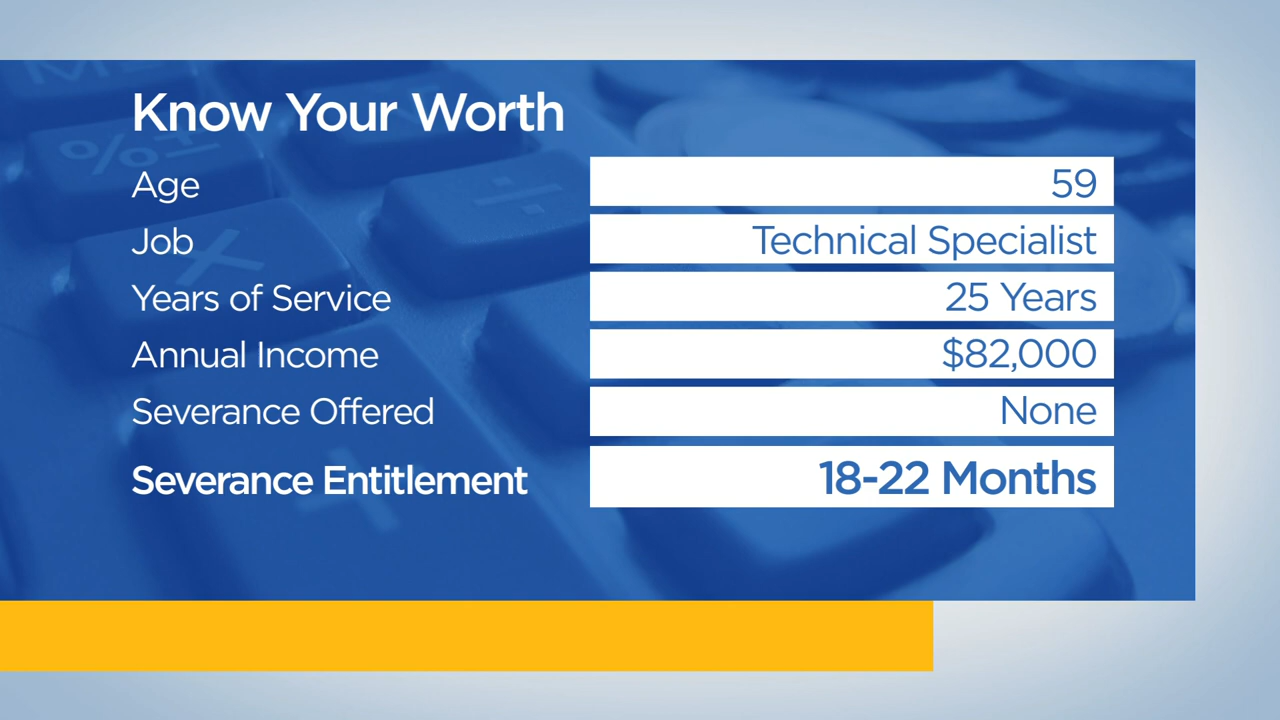 Know Your Worth
Age 59
Job Technical Specialist
Years of Service 25 Years
Annual Income $82,000
Severance Offered None
Severance Entitlement 18-22 Months
%±
×
÷
+